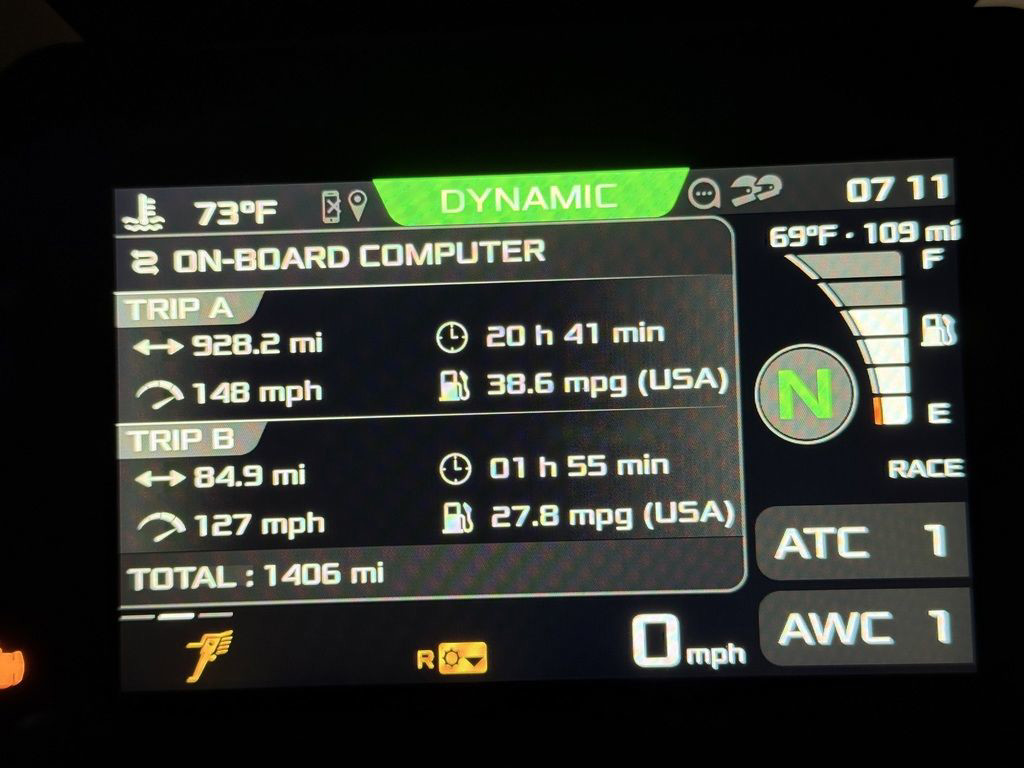 73°F DYNAMIC 07 11
ON-BOARD COMPUTER
69°F · 109 mi
F
TRIP A
928.2 mi 20 h 41 min
148 mph 38.6 mpg (USA)
N
E
TRIP B
84.9 mi 01 h 55 min
RACE
127 mph 27.8 mpg (USA)
ATC 1
TOTAL : 1406 mi
AWC 1
R
0 mph